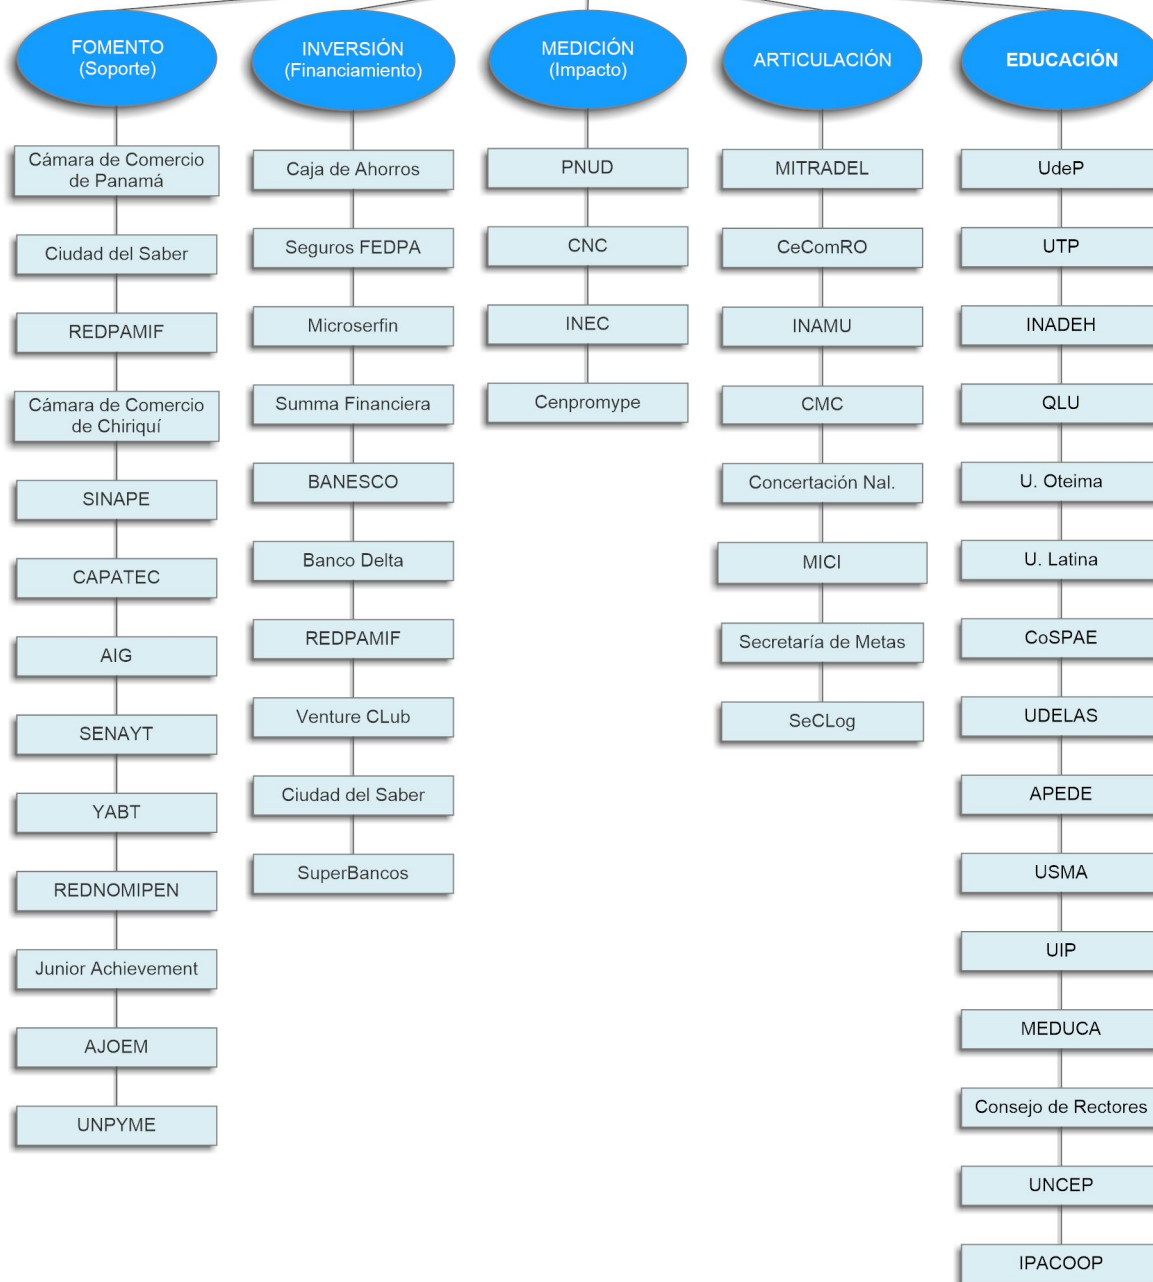 FOMENTO
(Soporte)
Cámara de Comercio
de Panamá
Ciudad del Saber
REDPAMIF
Cámara de Comercio
de Chiriquí
SINAPE
CAPATEC
AIG
SENAYT
YABT
REDNOMIPEN
Junior Achievement
AJOEM
UNPYME
INVERSIÓN
(Financiamiento)
Caja de Ahorros
Seguros FEDPA
Microserfin
Summa Financiera
BANESCO
Banco Delta
REDPAMIF
Venture CLub
Ciudad del Saber
SuperBancos
MEDICIÓN
(Impacto)
PNUD
CNC
INEC
Cenpromype
ARTICULACIÓN
MITRADEL
CeComRO
INAMU
CMC
Concertación Nal.
MICI
Secretaría de Metas
SeCLog
EDUCACIÓN
UdeP
UTP
INADEH
QLU
U. Oteima
U. Latina
CoSPAE
UDELAS
APEDE
USMA
UIP
MEDUCA
Consejo de Rectores
UNCEP
IPACOOP